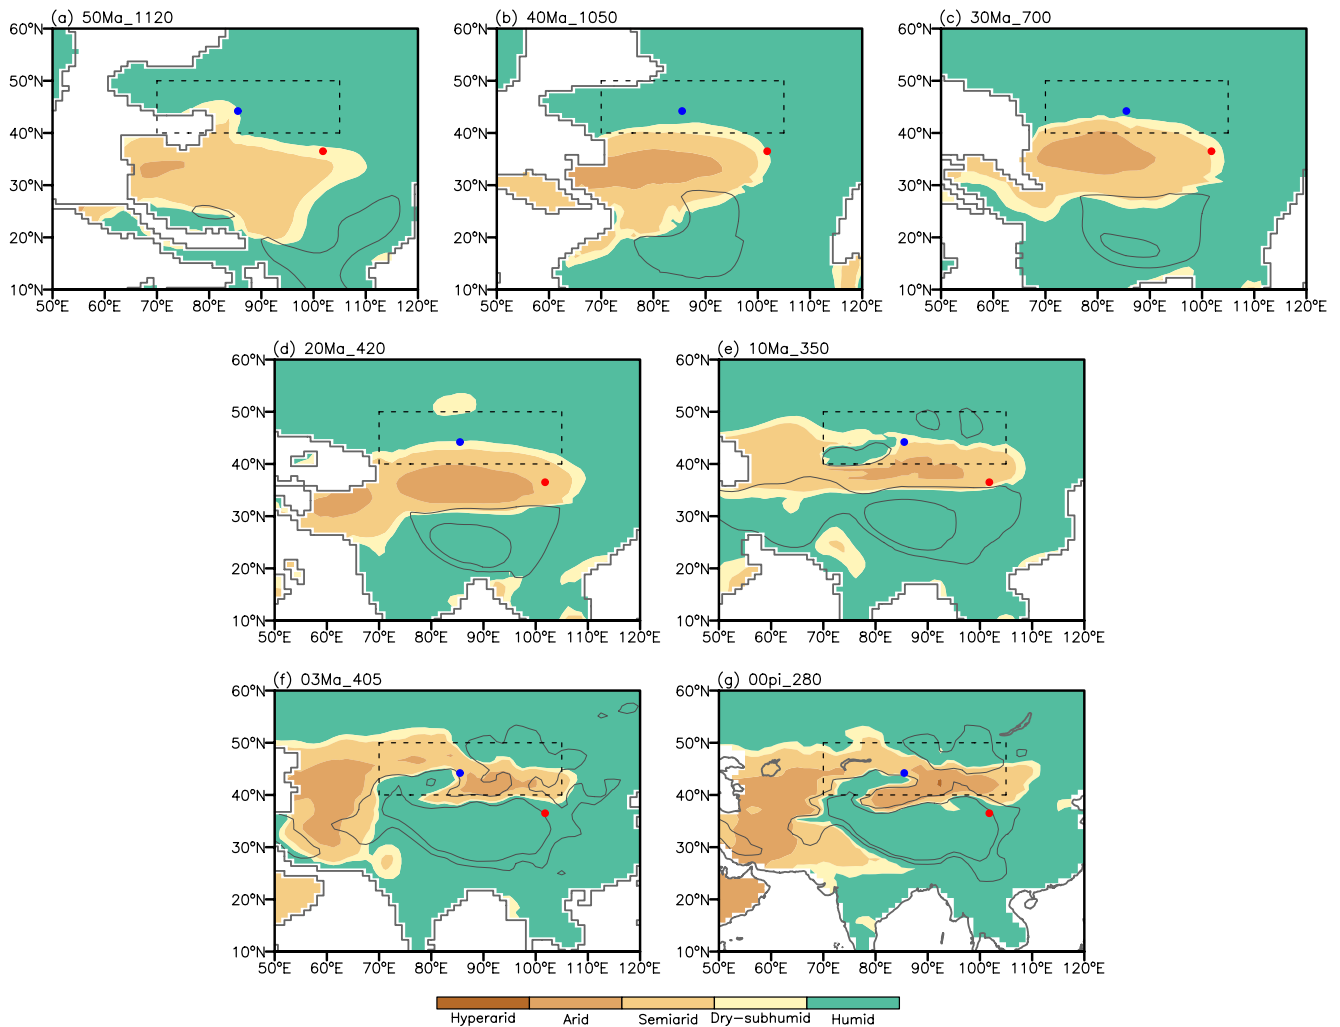 (a) 50Ma_1120
(b) 40Ma_1050
(c) 30Ma_700
60°N 60°N 60°N
50°N 50°N 50°N
40°N 40°N 40°N
30°N 30°N 30°N
20°N 20°N 20°N
10°N 10°N 10°N
50°E 60°E 70°E 80°E 90°E 100°E 110°E 120°E 50°E 60°E 70°E 80°E 90°E 100°E 110°E 120°E 50°E 60°E 70°E 80°E 90°E 100°E 110°E 120°E
(d) 20Ma_420
(e) 10Ma_350
60°N 60°N
50°N 50°N
40°N 40°N
30°N 30°N
20°N 20°N
10°N 10°N
50°E 60°E 70°E 80°E 90°E 100°E 110°E 120°E 50°E 60°E 70°E 80°E 90°E 100°E 110°E 120°E
(f) 03Ma_405
(g) 00pi_280
60°N 60°N
50°N 50°N
40°N 40°N
30°N 30°N
20°N 20°N
10°N 10°N
50°E 60°E 70°E 80°E 90°E 100°E 110°E 120°E 50°E 60°E 70°E 80°E 90°E 100°E 110°E 120°E
Hyperarid Arid Semiarid Dry-subhumid Humid